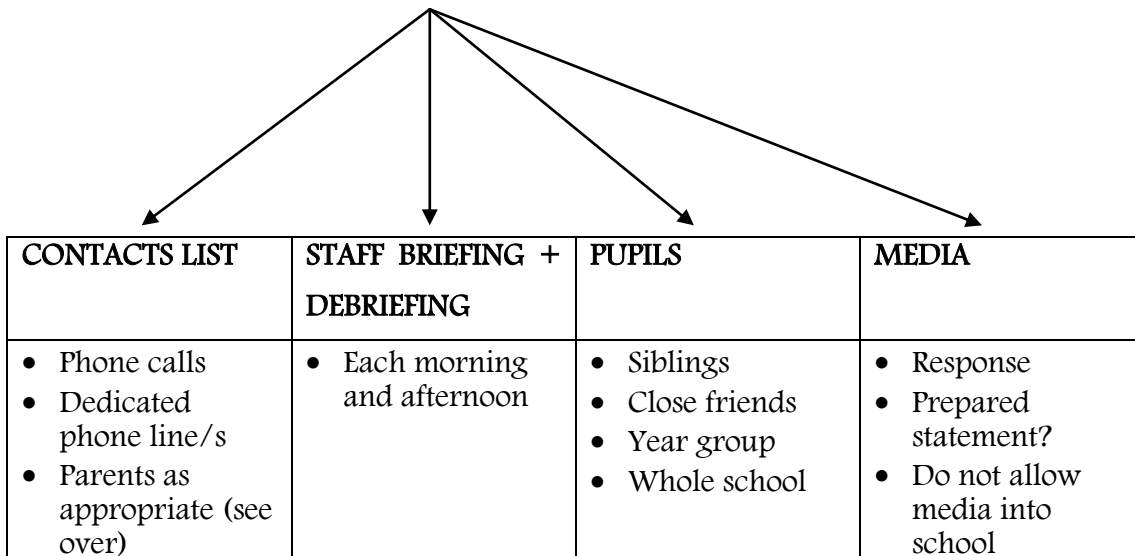 CONTACTS LIST
STAFF BRIEFING +
DEBRIEFING
PUPILS
MEDIA
• Phone calls
• Dedicated
phone line/s
• Parents as
appropriate (see
over)
• Each morning
and afternoon
• Siblings
• Close friends
• Year group
• Whole school
• Response
• Prepared
statement?
• Do not allow
media into
school